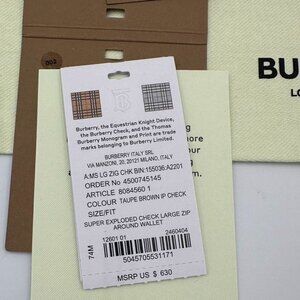 002
BU
LO
ore
Burberry, the Equestrian Knight Device,
the Burberry Check, and the Thomas
Burberry Monogram and Print are trade
marks belonging to Burberry Limited.
BURBERRY ITALY SRL
VIA MANZONI, 20, 20121 MILANO, ITALY
A:MS LG ZIG CHK BIN:155036:A2201
ORDER No 4500745145
ARTICLE 8084560 1
COLOUR TAUPE BROWN IP CHECK
SIZE/FIT
SUPER EXPLODED CHECK LARGE ZIP
AROUND WALLET
74M
12601 01 2460404
5045705531171
MSRP US $ 630